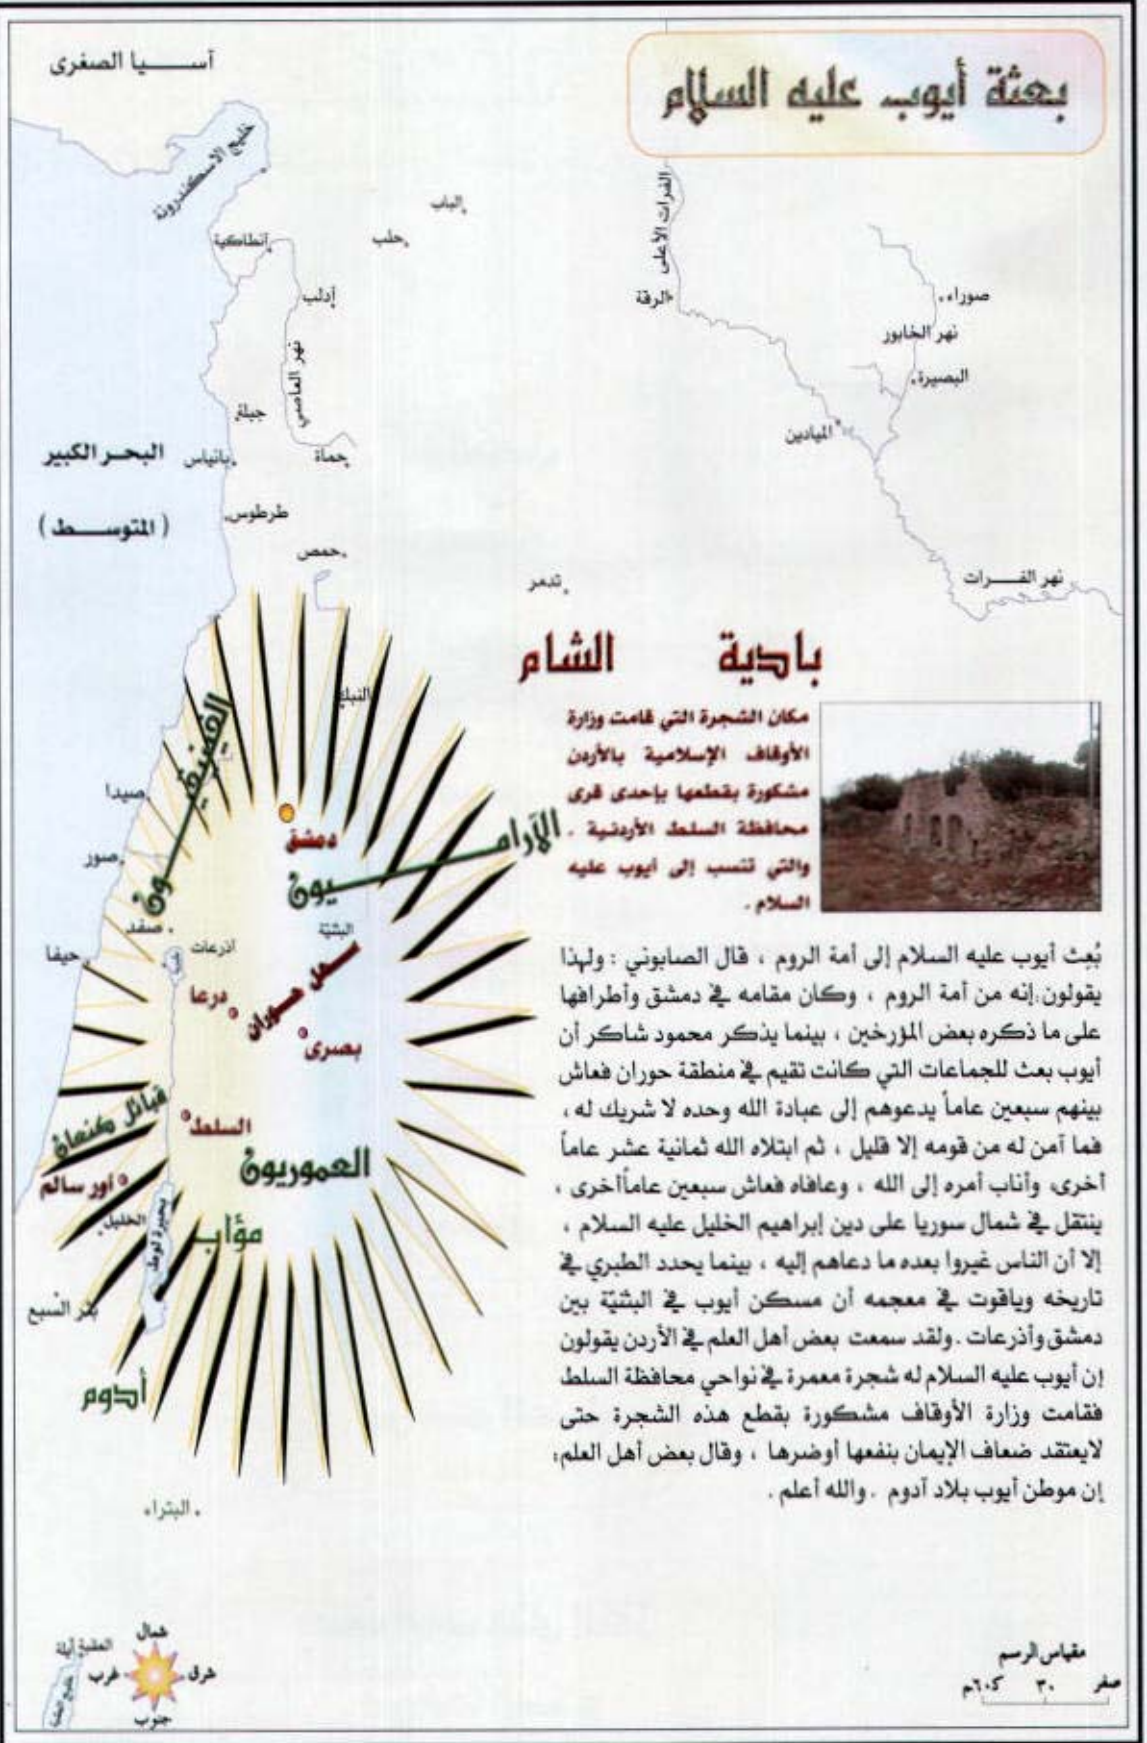 بعثة أيوب عليه السلام
آسيا الصغرى
خليج الاسكندرونة
أنطاكية
حلب
الباب
إدلب
نهر العاصي
جبلة
بانياس
حماة
البحر الكبير
(المتوسط)
طرطوس
حمص
تدمر
الفرات الأعلى
الرقة
صوراء
نهر الخابور
البصيرة
الميادين
نهر الفرات
بادية الشام
مكان الشجرة التي قامت وزارة
الأوقاف الإسلامية بالأردن
مشكورة بقطعها بإحدى قرى
محافظة السلط الأردنية .
والتي تنسب إلى أيوب عليه
السلام .
بُعِث أيوب عليه السلام إلى أمة الروم ، قال الصابوني : ولهذا
يقولون.إنه من أمة الروم ، وكان مقامه في دمشق وأطرافها
على ما ذكره بعض المؤرخين ، بينما يذكر محمود شاكر أن
أيوب بعث للجماعات التي كانت تقيم في منطقة حوران فعاش
بينهم سبعين عاماً يدعوهم إلى عبادة الله وحده لا شريك له ،
فما آمن له من قومه إلا قليل ، ثم ابتلاه الله ثمانية عشر عاماً
أخرى، وأناب أمره إلى الله ، وعافاه فعاش سبعين عاماًأخرى ،
ينتقل في شمال سوريا على دين إبراهيم الخليل عليه السلام ،
إلا أن الناس غيروا بعده ما دعاهم إليه ، بينما يحدد الطبري في
تاريخه وياقوت في معجمه أن مسكن أيوب في البثنيّة بين
دمشق وأذرعات . ولقد سمعت بعض أهل العلم في الأردن يقولون
إن أيوب عليه السلام له شجرة معمرة في نواحي محافظة السلط
فقامت وزارة الأوقاف مشكورة بقطع هذه الشجرة حتى
لايعتقد ضعاف الإيمان بنفعها أوضرها ، وقال بعض أهل العلم:
إن موطن أيوب بلاد آدوم . والله أعلم .
النبك
الفينيقيون
صيدا
دمشق
الآراميون
صور
صفد
البثنيّة
أذرعات
حيفا
سهل حوران
درعا
بصرى
قبائل كنعان
السلط
العموريون
أور سالم
الخليل
بحيرة لوط
مؤاب
بئر السبع
أدوم
البتراء
العقبة أيلة
خليج العقبة
شمال
شرق
غرب
جنوب
مقياس الرسم
صفر ٣٠ ٦٠كم